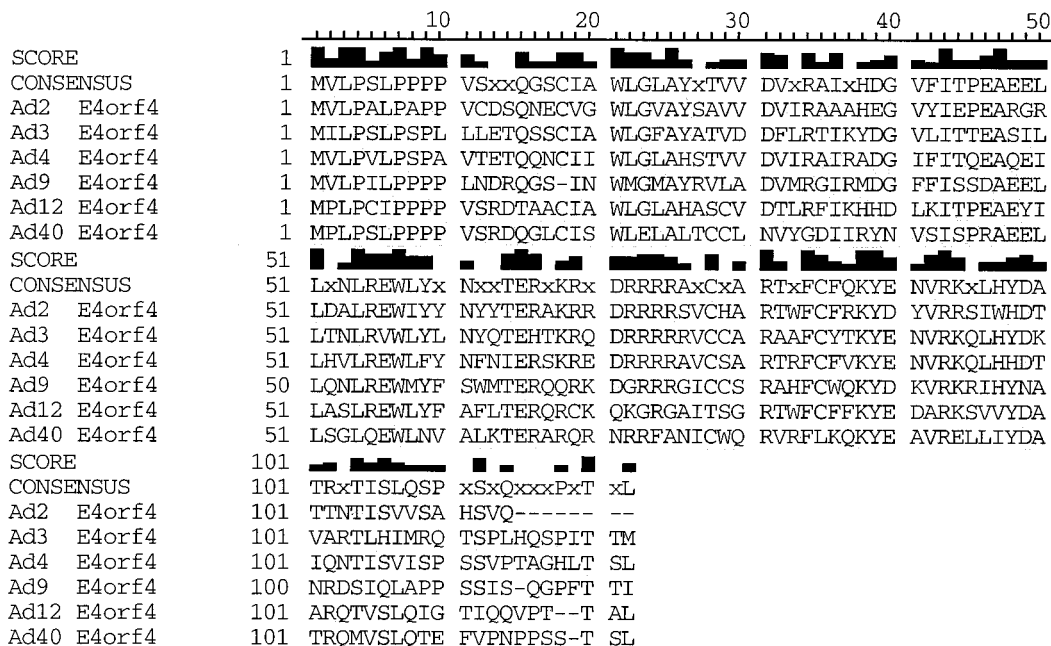 10 20 30 40 50
SCORE 1
CONSENSUS 1 MVLPSLPPPP VSxxQGSCIA WLGLAYxTVV DVxRAIxHDG VFITPEAEEL
Ad2 E4orf4 1 MVLPALPAPP VCDSQNECVG WLGVAYSAVV DVIRAAAHEG VYIEPEARGR
Ad3 E4orf4 1 MILPSLPSPL LLETQSSCIA WLGFAYATVD DFLRTIKYDG VLITTEASIL
Ad4 E4orf4 1 MVLPVLPSPA VTETQQNCII WLGLAHSTVV DVIRAIRADG IFITQEAQEI
Ad9 E4orf4 1 MVLPILPPPP LNDRQGS-IN WMGMAYRVLA DVMRGIRMDG FFISSDAEEL
Ad12 E4orf4 1 MPLPCIPPPP VSRDTAACIA WLGLAHASCV DTLRFIKHHD LKITPEAEYI
Ad40 E4orf4 1 MPLPSLPPPP VSRDQGLCIS WLELALTCCL NVYGDIIRYN VSISPRAEEL
SCORE 51
CONSENSUS 51 LxNLREWLYx NxxTERxKRx DRRRRAxCxA RTxFCFQKYE NVRKxLHYDA
Ad2 E4orf4 51 LDALREWIYY NYYTERAKRR DRRRRSVCHA RTWFCFRKYD YVRRSIWHDT
Ad3 E4orf4 51 LTNLRVWLYL NYQTEHTKRQ DRRRRRVCCA RAAFCYTKYE NVRKQLHYDK
Ad4 E4orf4 51 LHVLREWLFY NFNIERSKRE DRRRRAVCSA RTRFCFVKYE NVRKQLHHDT
Ad9 E4orf4 50 LQNLREWMYF SWMTERQQRK DGRRRGICCS RAHFCWQKYD KVRKRIHYNA
Ad12 E4orf4 51 LASLREWLYF AFLTERQRCK QKGRGAITSG RTWFCFFKYE DARKSVVYDA
Ad40 E4orf4 51 LSGLQEWLNV ALKTERARQR NRRFANICWQ RVRFLKQKYE AVRELLIYDA
SCORE 101
CONSENSUS 101 TRxTISLQSP xSxQxxxPxT xL
Ad2 E4orf4 101 TTNTISVVSA HSVQ------ --
Ad3 E4orf4 101 VARTLHIMRQ TSPLHQSPIT TM
Ad4 E4orf4 101 IQNTISVISP SSVPTAGHLT SL
Ad9 E4orf4 100 NRDSIQLAPP SSIS-QGPFT TI
Ad12 E4orf4 101 ARQTVSLQIG TIQQVPT--T AL
Ad40 E4orf4 101 TRQMVSLQTE FVPNPPSS-T SL